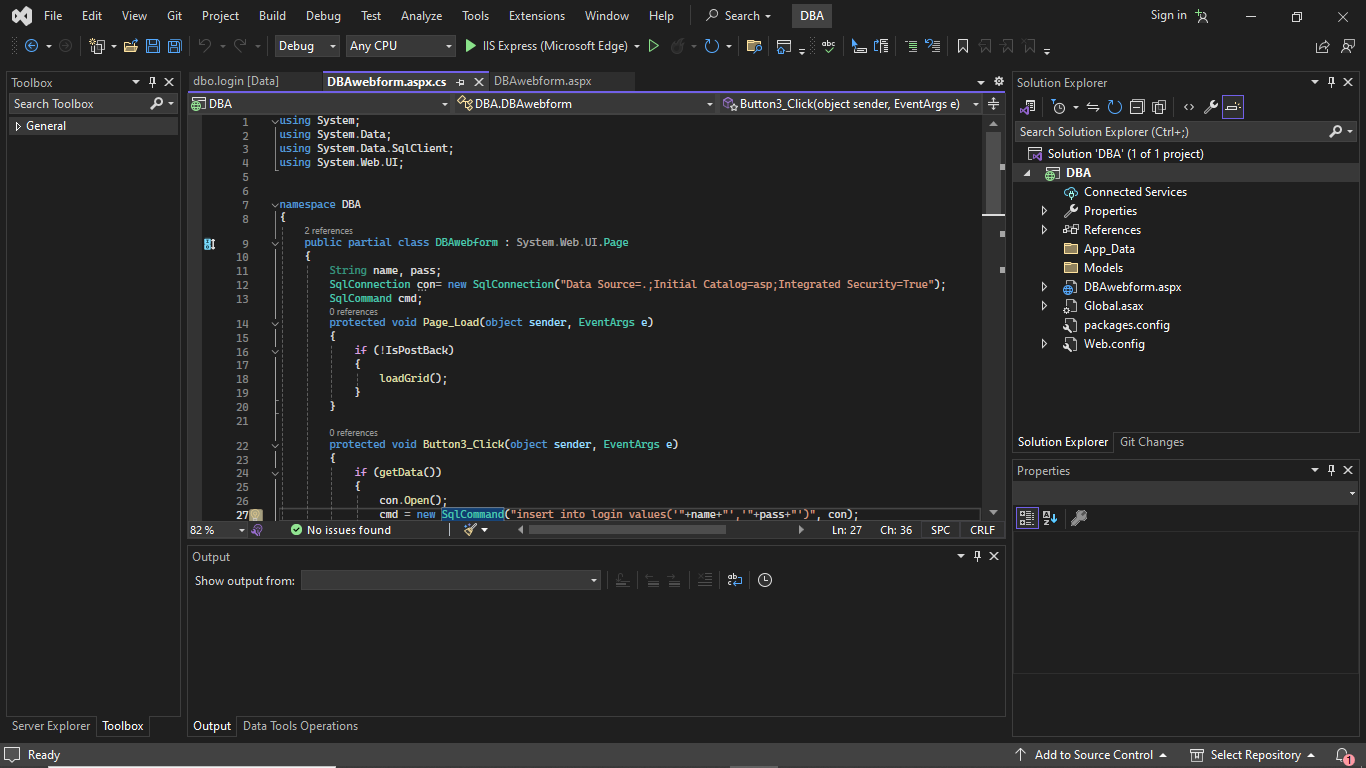 File Edit View Git Project Build Debug Test Analyze Tools Extensions Window Help Search DBA Sign in
Debug Any CPU IIS Express (Microsoft Edge)
Toolbox
Search Toolbox
General
Server Explorer Toolbox
dbo.login [Data] DBAwebform.aspx.cs DBAwebform.aspx
DBA DBA.DBAwebform Button3_Click(object sender, EventArgs e)
1 using System;
2 using System.Data;
3 using System.Data.SqlClient;
4 using System.Web.UI;
5
6
7 namespace DBA
8 {
2 references
9 public partial class DBAwebform : System.Web.UI.Page
10 {
11 String name, pass;
12 SqlConnection con= new SqlConnection("Data Source=.;Initial Catalog=asp;Integrated Security=True");
13 SqlCommand cmd;
0 references
14 protected void Page_Load(object sender, EventArgs e)
15 {
16 if (!IsPostBack)
17 {
18 loadGrid();
19 }
20 }
21
0 references
22 protected void Button3_Click(object sender, EventArgs e)
23 {
24 if (getData())
25 {
26 con.Open();
27 cmd = new SqlCommand("insert into login values('"+name+"','"+pass+"')", con);
82 % No issues found Ln: 27 Ch: 36 SPC CRLF
Output
Show output from:
Output Data Tools Operations
Solution Explorer
Search Solution Explorer (Ctrl+;)
Solution 'DBA' (1 of 1 project)
DBA
Connected Services
Properties
References
App_Data
Models
DBAwebform.aspx
Global.asax
packages.config
Web.config
Solution Explorer Git Changes
Properties
Ready Add to Source Control Select Repository 1